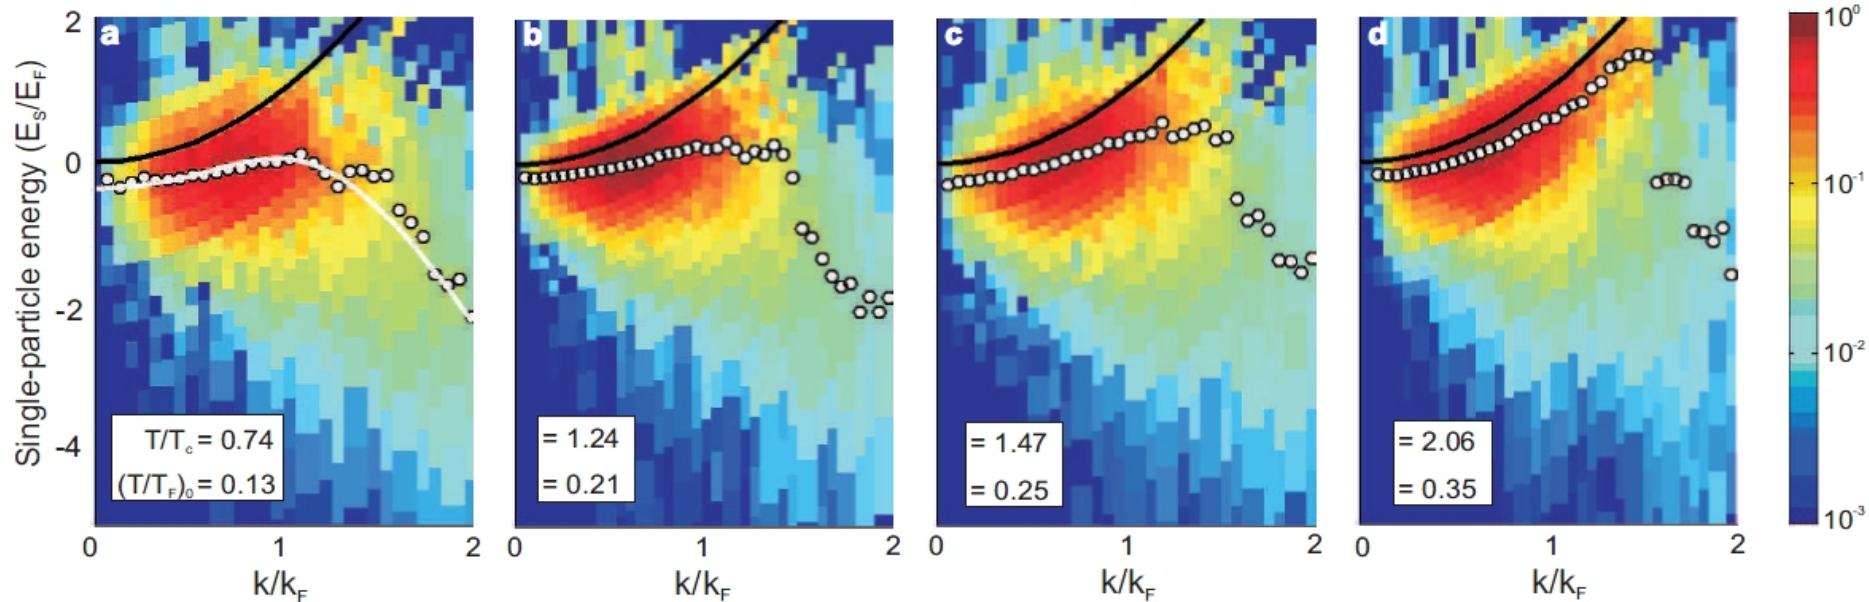 a
b
c
d
Single-particle energy (E_S/E_F)
2
0
-2
-4
T/T_c = 0.74
(T/T_F)_0 = 0.13
= 1.24
= 0.21
= 1.47
= 0.25
= 2.06
= 0.35
0 1 2
0 1 2
0 1 2
0 1 2
k/k_F
k/k_F
k/k_F
k/k_F
10^0
10^-1
10^-2
10^-3